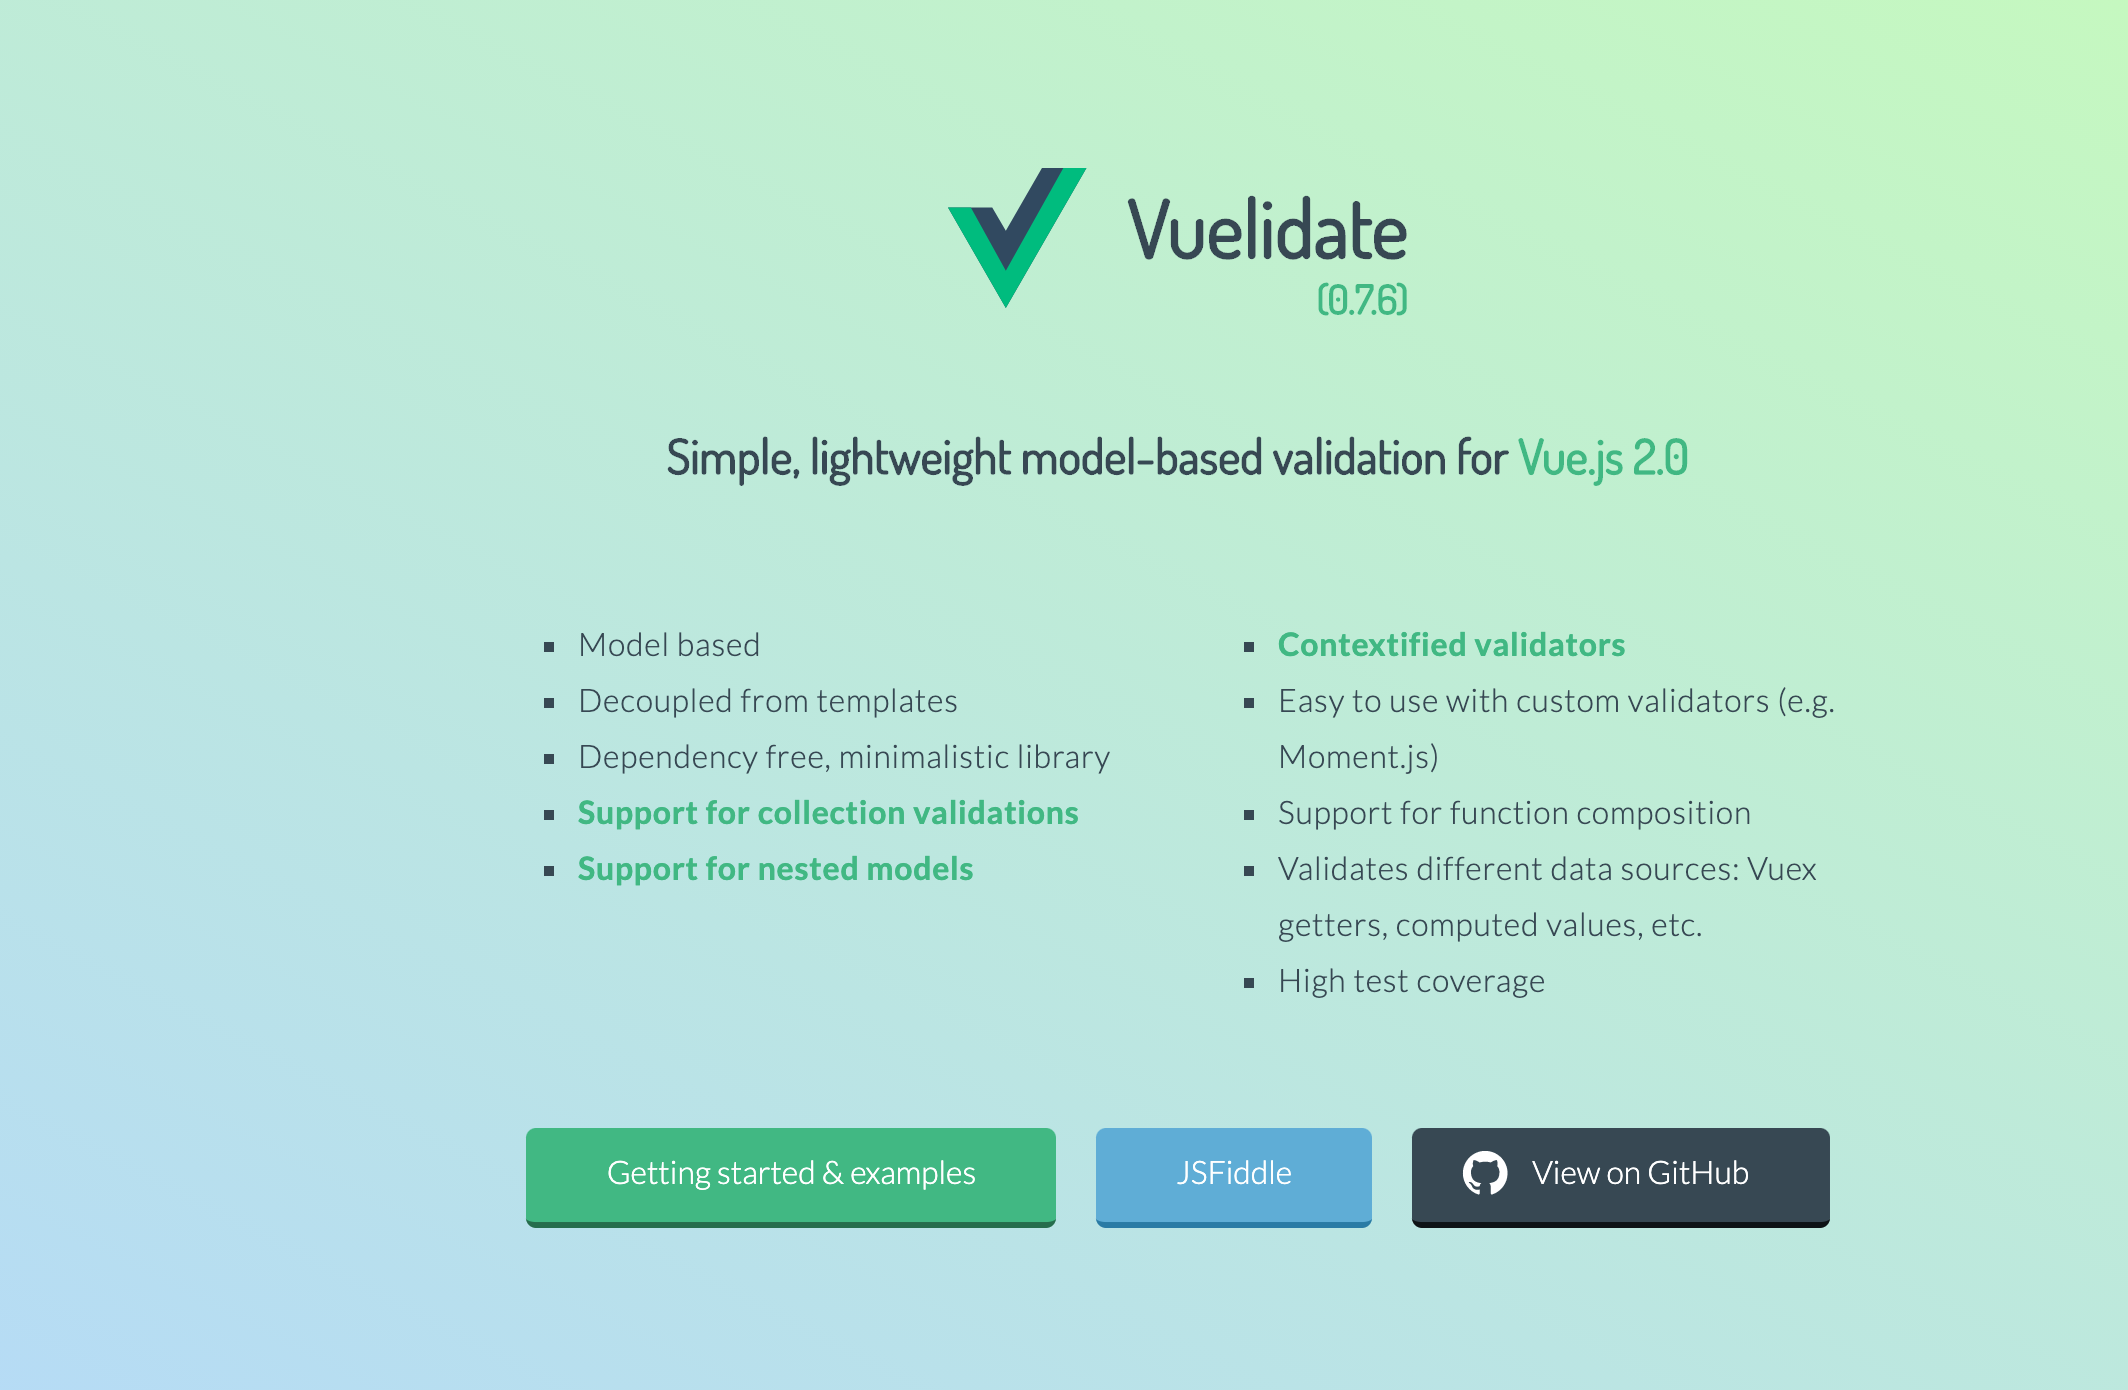 Vuelidate
(0.7.6)
Simple, lightweight model-based validation for Vue.js 2.0
Model based
Decoupled from templates
Dependency free, minimalistic library
Support for collection validations
Support for nested models
Contextified validators
Easy to use with custom validators (e.g.
Moment.js)
Support for function composition
Validates different data sources: Vuex
getters, computed values, etc.
High test coverage
Getting started & examples
JSFiddle
View on GitHub